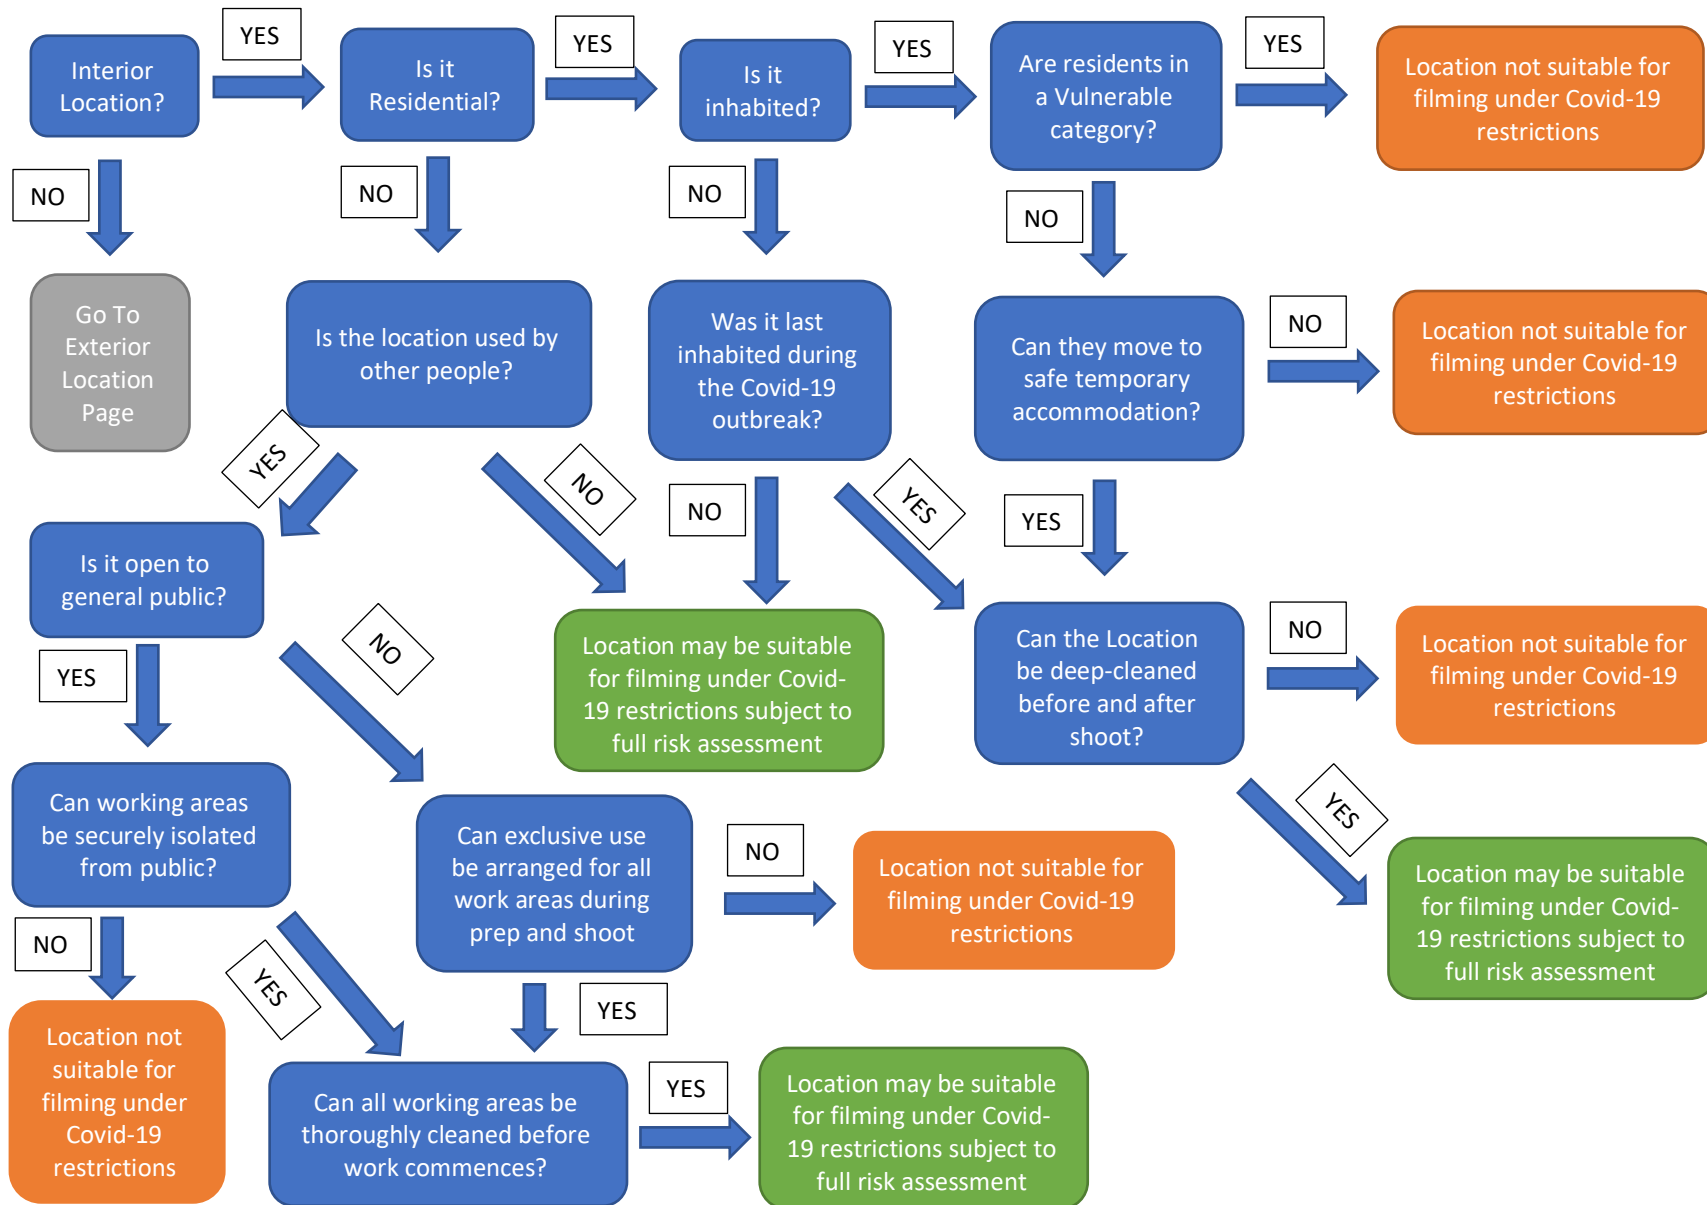 YES
YES
YES
YES
Interior
Location?
Is it
Residential?
Is it
inhabited?
Are residents in
a Vulnerable
category?
Location not suitable for
filming under Covid-19
restrictions
NO
NO
NO
NO
Go To
Exterior
Location
Page
Is the location used by
other people?
Was it last
inhabited during
the Covid-19
outbreak?
Can they move to
safe temporary
accommodation?
NO
Location not suitable for
filming under Covid-19
restrictions
YES
NO
NO
YES
YES
Is it open to
general public?
Location may be suitable
for filming under Covid-
19 restrictions subject to
full risk assessment
Can the Location
be deep-cleaned
before and after
shoot?
NO
Location not suitable for
filming under Covid-19
restrictions
YES
NO
YES
Can working areas
be securely isolated
from public?
Can exclusive use
be arranged for all
work areas during
prep and shoot
NO
Location not suitable for
filming under Covid-19
restrictions
Location may be suitable
for filming under Covid-
19 restrictions subject to
full risk assessment
NO
YES
YES
Location not
suitable for
filming under
Covid-19
restrictions
Can all working areas be
thoroughly cleaned before
work commences?
YES
Location may be suitable
for filming under Covid-
19 restrictions subject to
full risk assessment